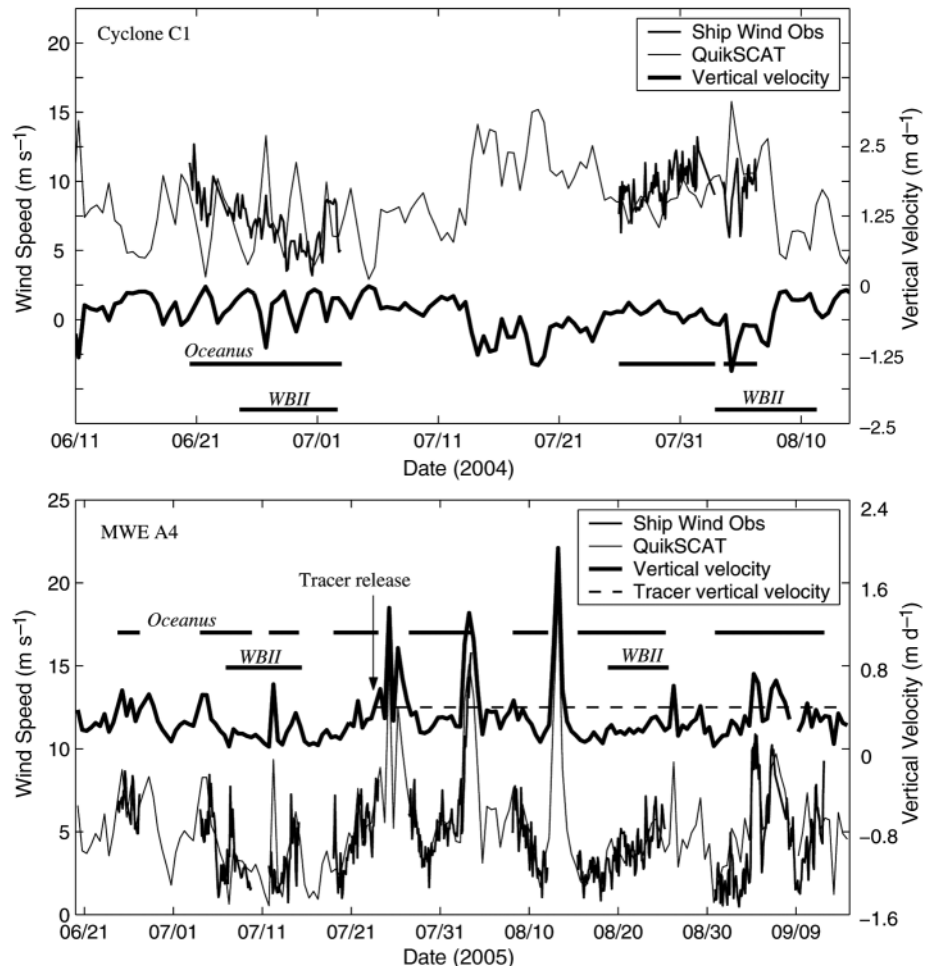 Cyclone C1
Ship Wind Obs
QuikSCAT
Vertical velocity
20
15
10
5
0
Wind Speed (m s⁻¹)
2.5
1.25
0
−1.25
−2.5
Vertical Velocity (m d⁻¹)
Oceanus
WBII
WBII
06/11 06/21 07/01 07/11 07/21 07/31 08/10
Date (2004)
MWE A4
Ship Wind Obs
QuikSCAT
Vertical velocity
Tracer vertical velocity
Tracer release
Oceanus
WBII
WBII
25
20
15
10
5
0
Wind Speed (m s⁻¹)
2.4
1.6
0.8
0
−0.8
−1.6
Vertical Velocity (m d⁻¹)
06/21 07/01 07/11 07/21 07/31 08/10 08/20 08/30 09/09
Date (2005)